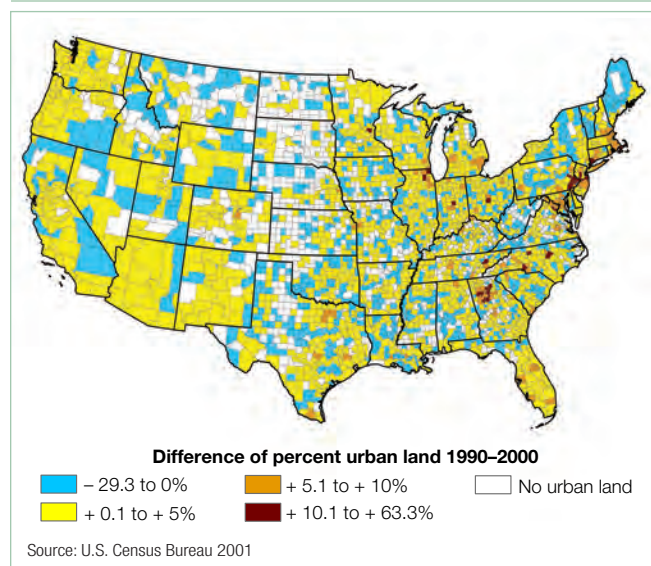 Difference of percent urban land 1990–2000
– 29.3 to 0%
+ 5.1 to + 10%
No urban land
+ 0.1 to + 5%
+ 10.1 to + 63.3%
Source: U.S. Census Bureau 2001